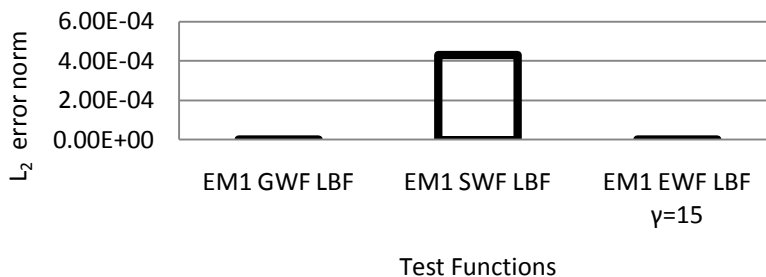 L2 error norm
6.00E-04
4.00E-04
2.00E-04
0.00E+00
EM1 GWF LBF
EM1 SWF LBF
EM1 EWF LBF
γ=15
Test Functions